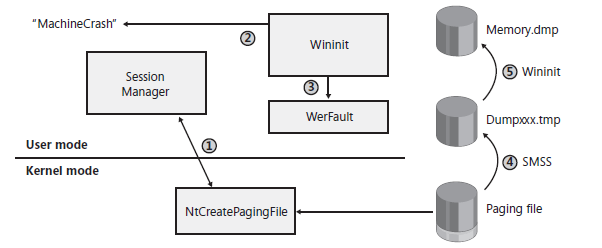 "MachineCrash"
2
Wininit
Memory.dmp
Session
Manager
3
5 Wininit
WerFault
Dumpxxx.tmp
User mode
1
Kernel mode
4 SMSS
NtCreatePagingFile
Paging file